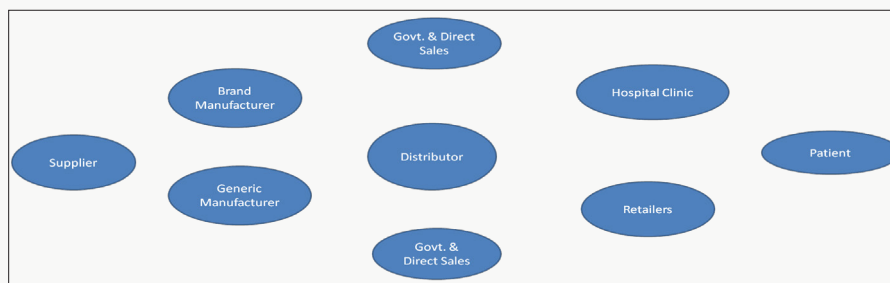 Govt. & Direct
Sales
Brand
Manufacturer
Hospital Clinic
Supplier
Distributor
Patient
Generic
Manufacturer
Retailers
Govt. &
Direct Sales